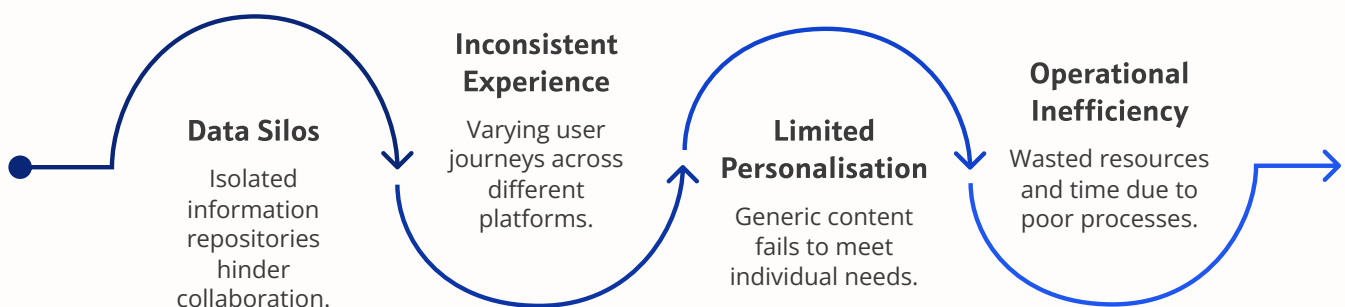 Data Silos
Isolated
information
repositories
hinder
collaboration.
Inconsistent
Experience
Varying user
journeys across
different
platforms.
Limited
Personalisation
Generic content
fails to meet
individual needs.
Operational
Inefficiency
Wasted resources
and time due to
poor processes.